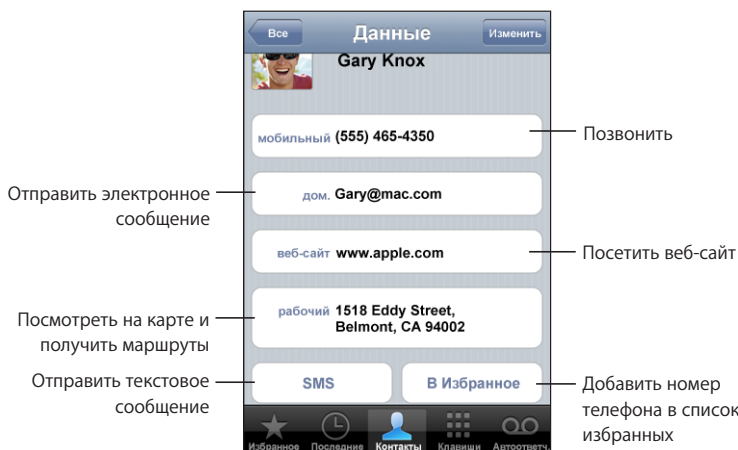 Все
Данные
Изменить
Gary Knox
мобильный (555) 465-4350
Позвонить
дом. Gary@mac.com
Отправить электронное
сообщение
веб-сайт www.apple.com
Посетить веб-сайт
рабочий 1518 Eddy Street,
Belmont, CA 94002
Посмотреть на карте и
получить маршруты
SMS
В Избранное
Отправить текстовое
сообщение
Добавить номер
телефона в список
избранных
Избранное
Последние
Контакты
Клавиши
Автоответч.